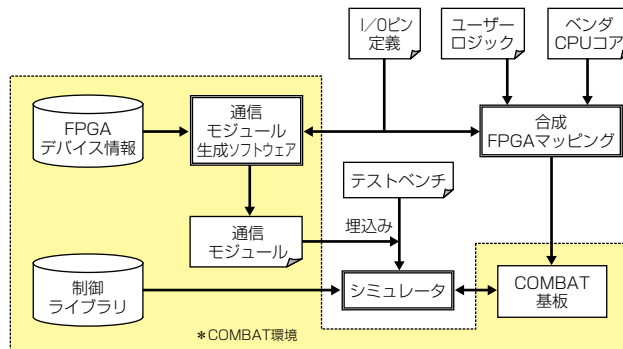 I/Oピン
定義
ユーザー
ロジック
ベンダ
CPUコア
FPGA
デバイス情報
通信
モジュール
生成ソフトウェア
合成
FPGAマッピング
テストベンチ
通信
モジュール
埋込み
制御
ライブラリ
シミュレータ
COMBAT
基板
*COMBAT環境